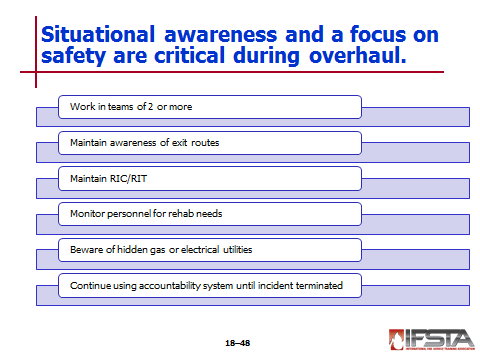 Situational awareness and a focus on
safety are critical during overhaul.
Work in teams of 2 or more
Maintain awareness of exit routes
Maintain RIC/RIT
Monitor personnel for rehab needs
Beware of hidden gas or electrical utilities
Continue using accountability system until incident terminated
18–48
IFSTA
INTERNATIONAL FIRE SERVICE TRAINING ASSOCIATION